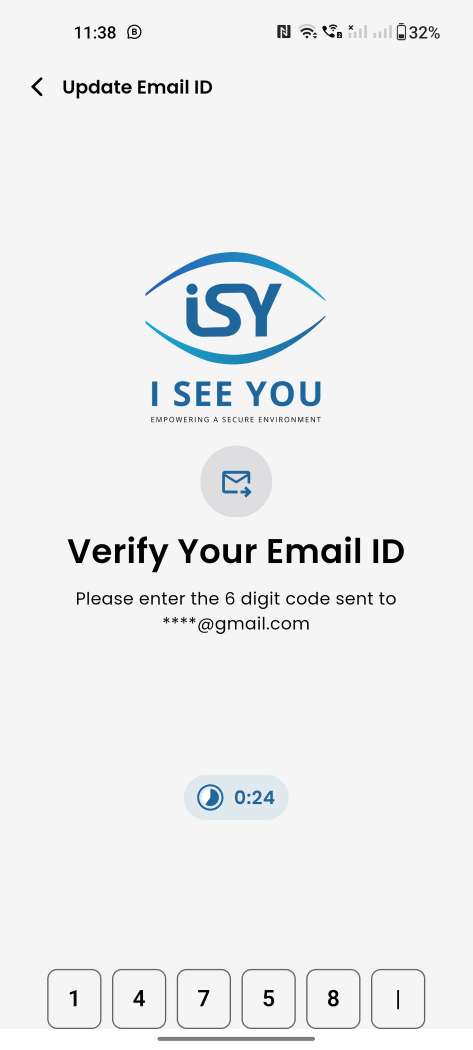 11:38
32%
Update Email ID
iSY
I SEE YOU
EMPOWERING A SECURE ENVIRONMENT
Verify Your Email ID
Please enter the 6 digit code sent to
****@gmail.com
0:24
1 4 7 5 8